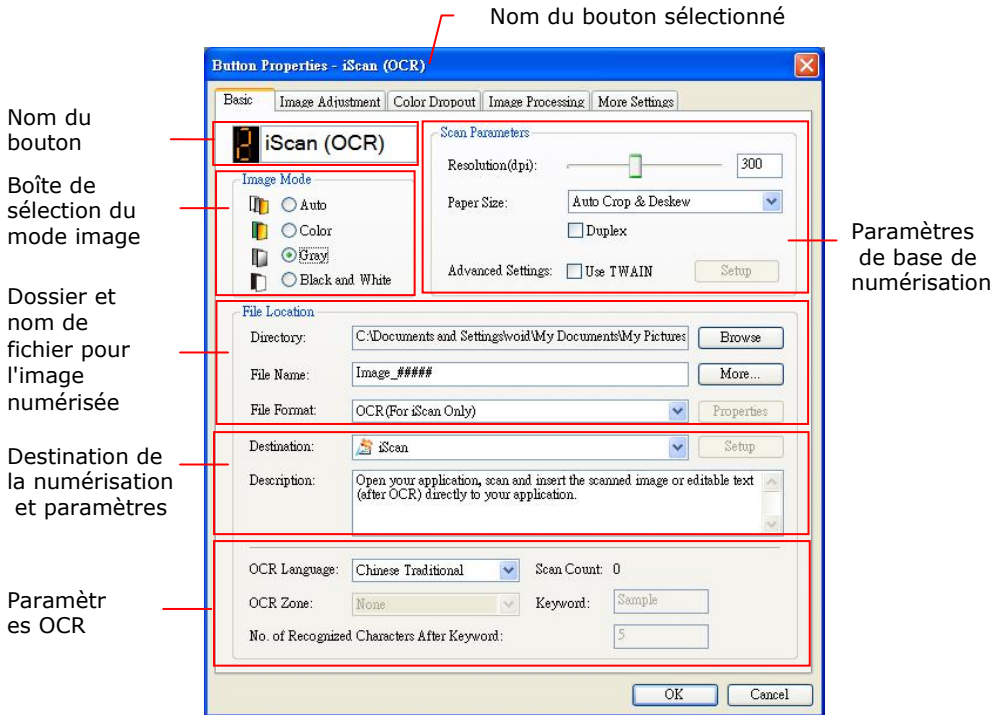 Nom du bouton sélectionné
Button Properties - iScan (OCR)
Basic
Image Adjustment
Color Dropout
Image Processing
More Settings
Nom du
bouton
2 iScan (OCR)
Boîte de
sélection du
mode image
Image Mode
Auto
Color
Gray
Black and White
Scan Parameters
Resolution(dpi):
300
Paper Size:
Auto Crop & Deskew
Duplex
Advanced Settings:
Use TWAIN
Setup
Paramètres
de base de
numérisation
Dossier et
nom de
fichier pour
l'image
numérisée
File Location
Directory:
C:\Documents and Settings\void\My Documents\My Pictures
Browse
File Name:
Image_#####
More...
File Format:
OCR(For iScan Only)
Properties
Destination de
la numérisation
et paramètres
Destination:
iScan
Setup
Description:
Open your application, scan and insert the scanned image or editable text
(after OCR) directly to your application.
Paramètr
es OCR
OCR Language:
Chinese Traditional
Scan Count: 0
OCR Zone:
None
Keyword:
Sample
No. of Recognized Characters After Keyword:
5
OK
Cancel